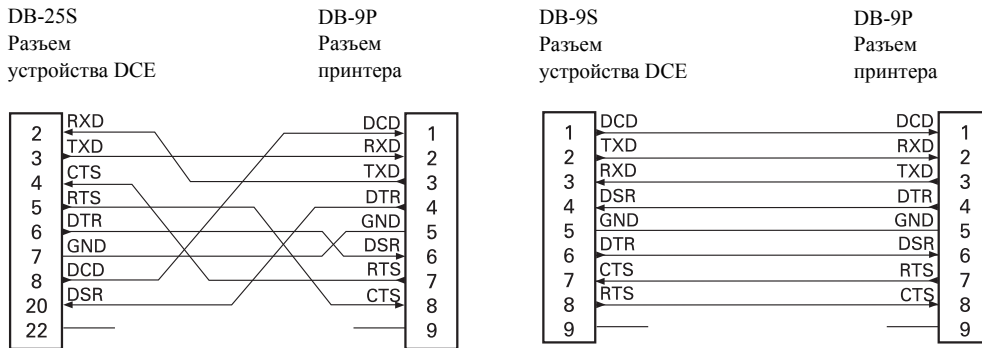 DB-25S
Разъем
устройства DCE
DB-9P
Разъем
принтера
2 RXD DCD 1
3 TXD RXD 2
4 CTS TXD 3
5 RTS DTR 4
6 DTR GND 5
7 GND DSR 6
8 DCD RTS 7
20 DSR CTS 8
22 9
DB-9S
Разъем
устройства DCE
DB-9P
Разъем
принтера
1 DCD DCD 1
2 TXD RXD 2
3 RXD TXD 3
4 DSR DTR 4
5 GND GND 5
6 DTR DSR 6
7 CTS RTS 7
8 RTS CTS 8
9 9